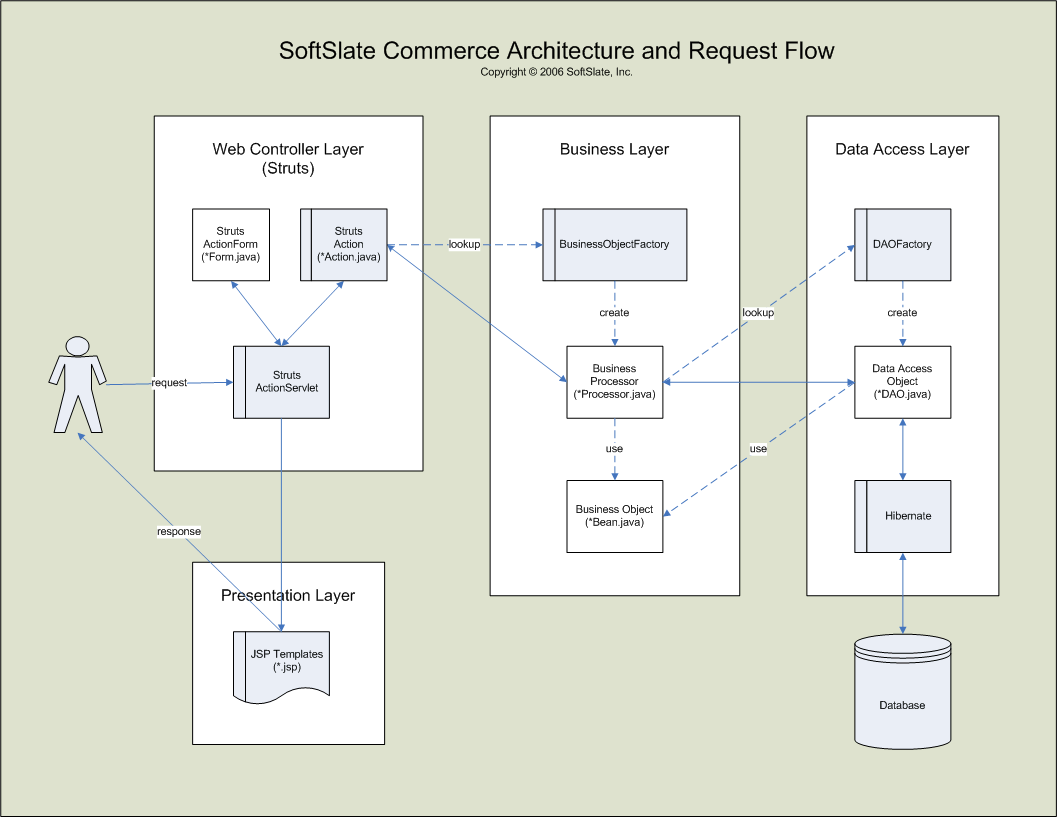 SoftSlate Commerce Architecture and Request Flow
Copyright © 2006 SoftSlate, Inc.
Web Controller Layer
(Struts)
Struts
ActionForm
(*Form.java)
Struts
Action
(*Action.java)
Struts
ActionServlet
request
response
Presentation Layer
JSP Templates
(*.jsp)
lookup
Business Layer
BusinessObjectFactory
create
Business
Processor
(*Processor.java)
use
Business Object
(*Bean.java)
lookup
use
Data Access Layer
DAOFactory
create
Data Access
Object
(*DAO.java)
Hibernate
Database